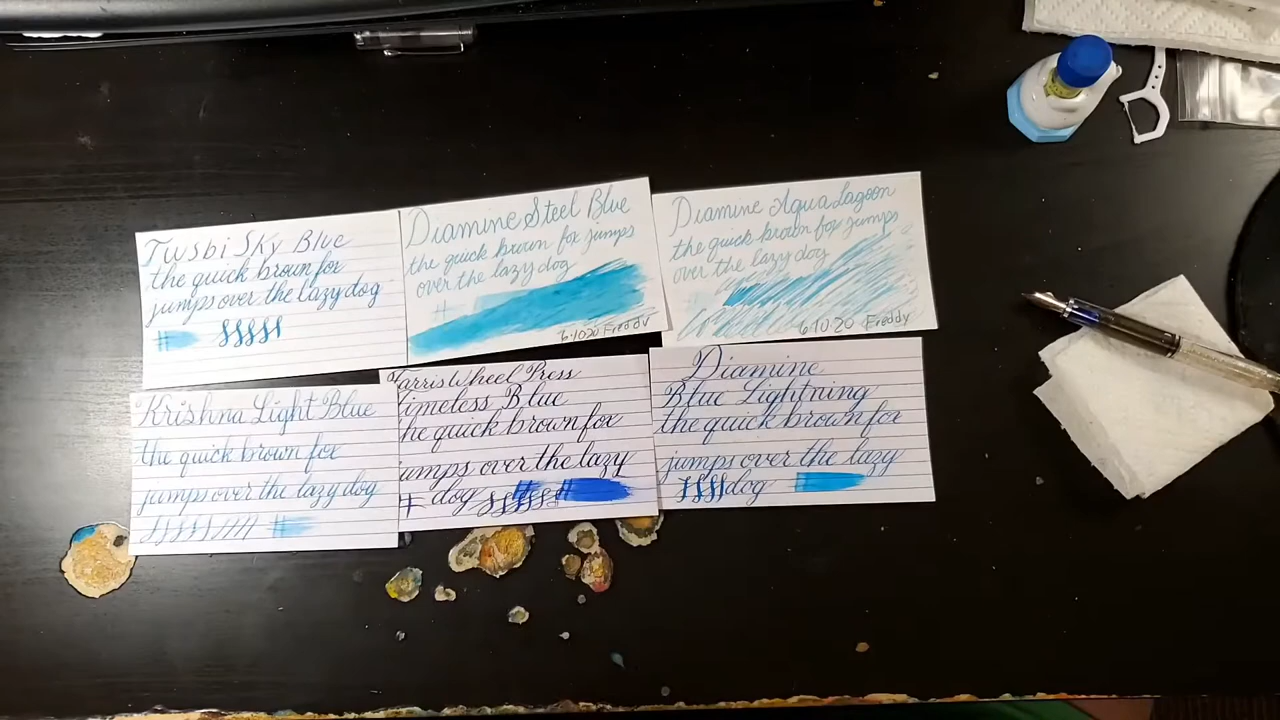 Twsbi Sky Blue
the quick brown fox
jumps over the lazy dog
Diamine Steel Blue
the quick brown fox jumps
over the lazy dog
6·10·20 Freddy
Diamine Aqua Lagoon
the quick brown fox jumps
over the lazy dog
6·10·20 Freddy
Krishna Light Blue
the quick brown fox
jumps over the lazy dog
Farris Wheel Press
Timeless Blue
the quick brown fox
jumps over the lazy
dog
Diamine
Blue Lightning
the quick brown fox
jumps over the lazy
dog